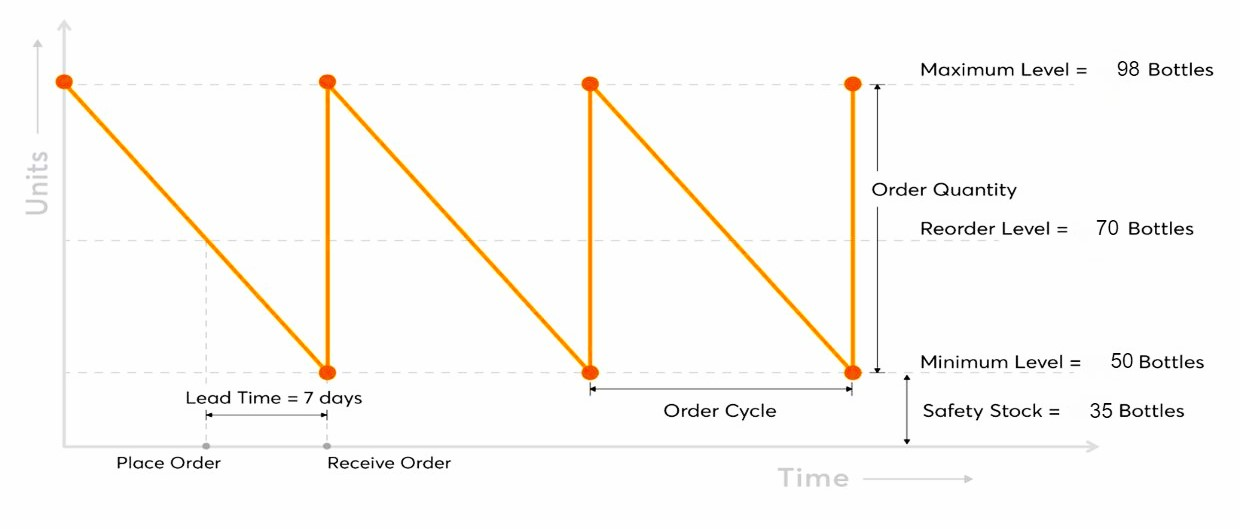 Units
Maximum Level = 98 Bottles
Order Quantity
Reorder Level = 70 Bottles
Minimum Level = 50 Bottles
Lead Time = 7 days
Order Cycle
Safety Stock = 35 Bottles
Place Order
Receive Order
Time